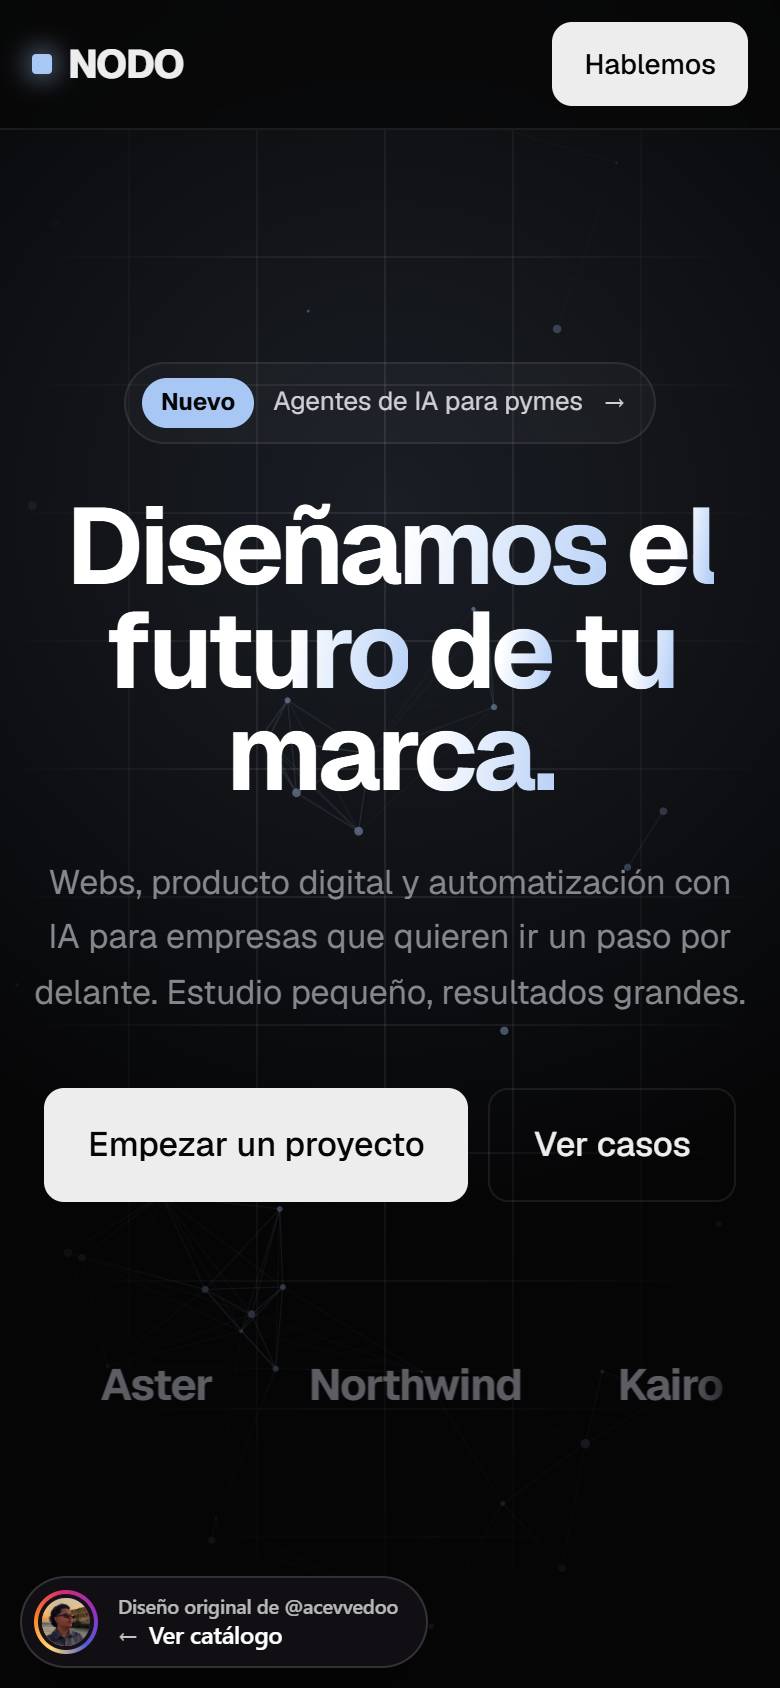 NODO
Hablemos
Nuevo Agentes de IA para pymes →
Diseñamos el
futuro de tu
marca.
Webs, producto digital y automatización con
IA para empresas que quieren ir un paso por
delante. Estudio pequeño, resultados grandes.
Empezar un proyecto
Ver casos
Aster Northwind Kairo
Diseño original de @acevvedoo
← Ver catálogo